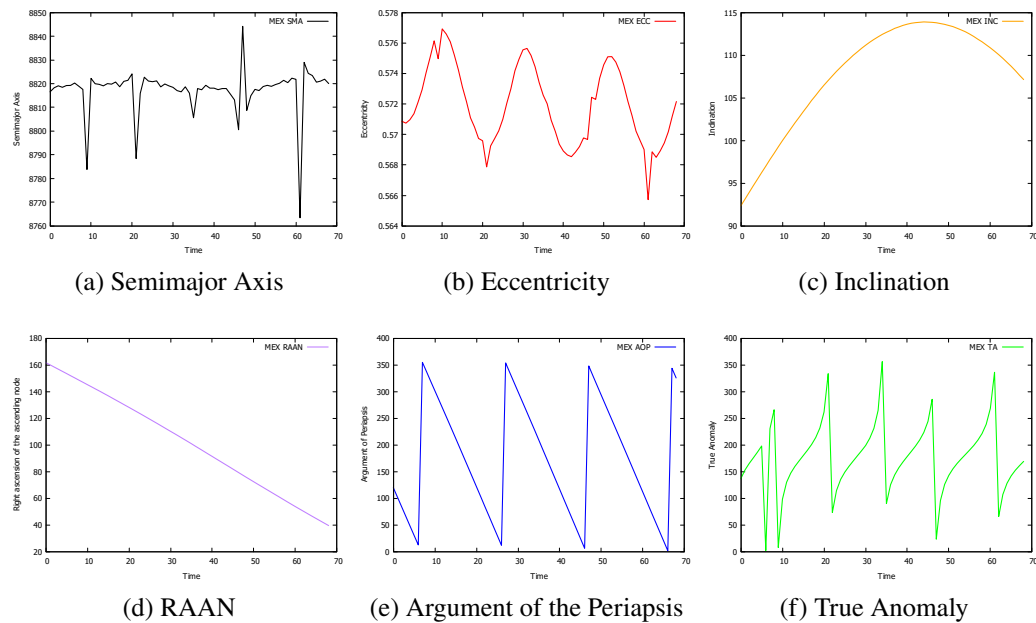 MEX SMA
8850
8840
8830
8820
8810
8800
8790
8780
8770
8760
Semimajor Axis
0 10 20 30 40 50 60 70
Time
(a) Semimajor Axis
MEX ECC
0.578
0.576
0.574
0.572
0.57
0.568
0.566
0.564
Eccentricity
0 10 20 30 40 50 60 70
Time
(b) Eccentricity
MEX INC
115
110
105
100
95
90
Inclination
0 10 20 30 40 50 60 70
Time
(c) Inclination
MEX RAAN
180
160
140
120
100
80
60
40
20
Right ascension of the ascending node
0 10 20 30 40 50 60 70
Time
(d) RAAN
MEX AOP
400
350
300
250
200
150
100
50
0
Argument of Periapsis
0 10 20 30 40 50 60 70
Time
(e) Argument of the Periapsis
MEX TA
400
350
300
250
200
150
100
50
0
True Anomaly
0 10 20 30 40 50 60 70
Time
(f) True Anomaly